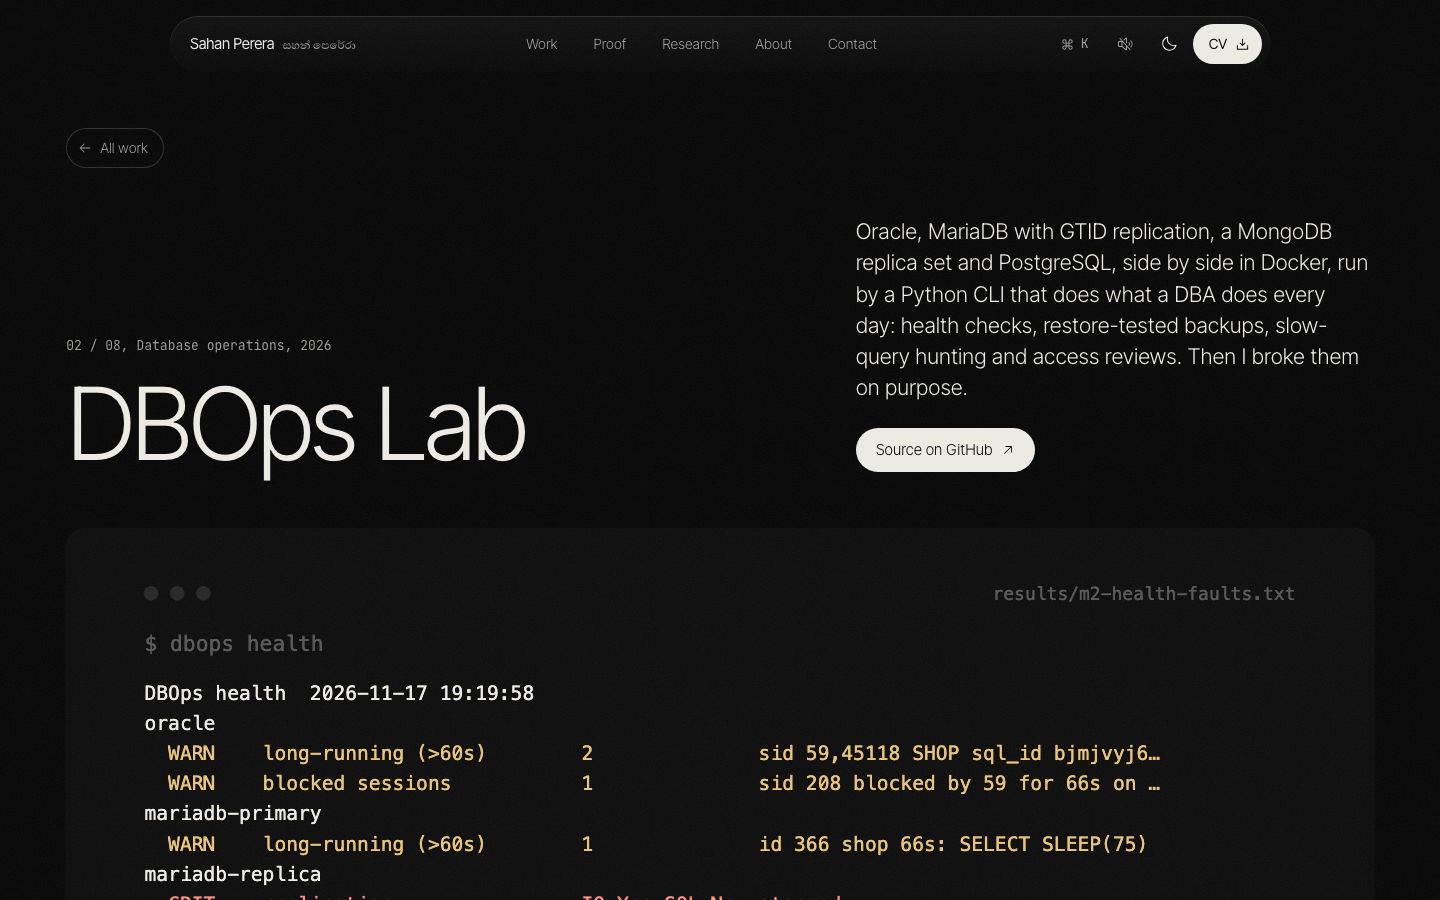 Sahan Perera සහන් පෙරේරා
Work Proof Research About Contact
⌘ K
CV
← All work
Oracle, MariaDB with GTID replication, a MongoDB
replica set and PostgreSQL, side by side in Docker, run
by a Python CLI that does what a DBA does every
day: health checks, restore-tested backups, slow-
query hunting and access reviews. Then I broke them
on purpose.
02 / 08, Database operations, 2026
DBOps Lab
Source on GitHub ↗
results/m2-health-faults.txt
$ dbops health
DBOps health 2026-11-17 19:19:58
oracle
WARN long-running (>60s) 2 sid 59,45118 SHOP sql_id bjmjvyj6…
WARN blocked sessions 1 sid 208 blocked by 59 for 66s on …
mariadb-primary
WARN long-running (>60s) 1 id 366 shop 66s: SELECT SLEEP(75)
mariadb-replica